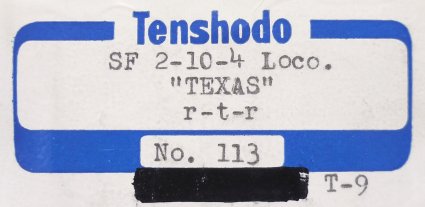 Tenshodo
SF 2-10-4 Loco.
"TEXAS"
r-t-r
No. 113
T-9